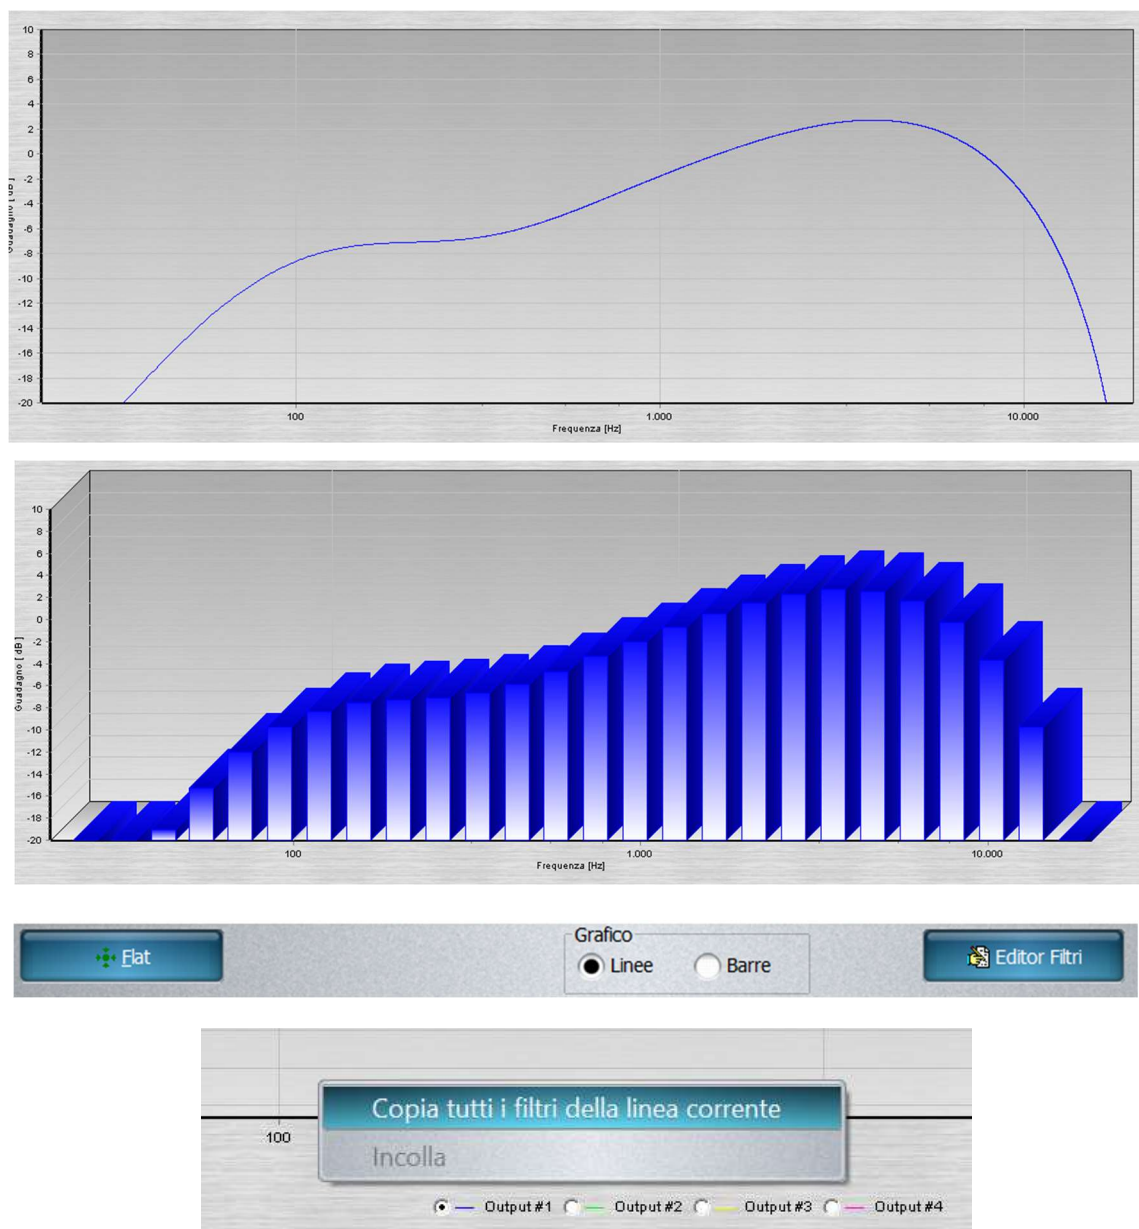 10
8
6
4
2
0
-2
-4
-6
-8
-10
-12
-14
-16
-18
-20
Guadagno [ dB ]
100
1.000
10.000
Frequenza [Hz]
10
8
6
4
2
0
-2
-4
-6
-8
-10
-12
-14
-16
-18
-20
Guadagno [ dB ]
100
1.000
10.000
Frequenza [Hz]
Flat
Grafico
Linee
Barre
Editor Filtri
Copia tutti i filtri della linea corrente
100
Incolla
Output #1
Output #2
Output #3
Output #4